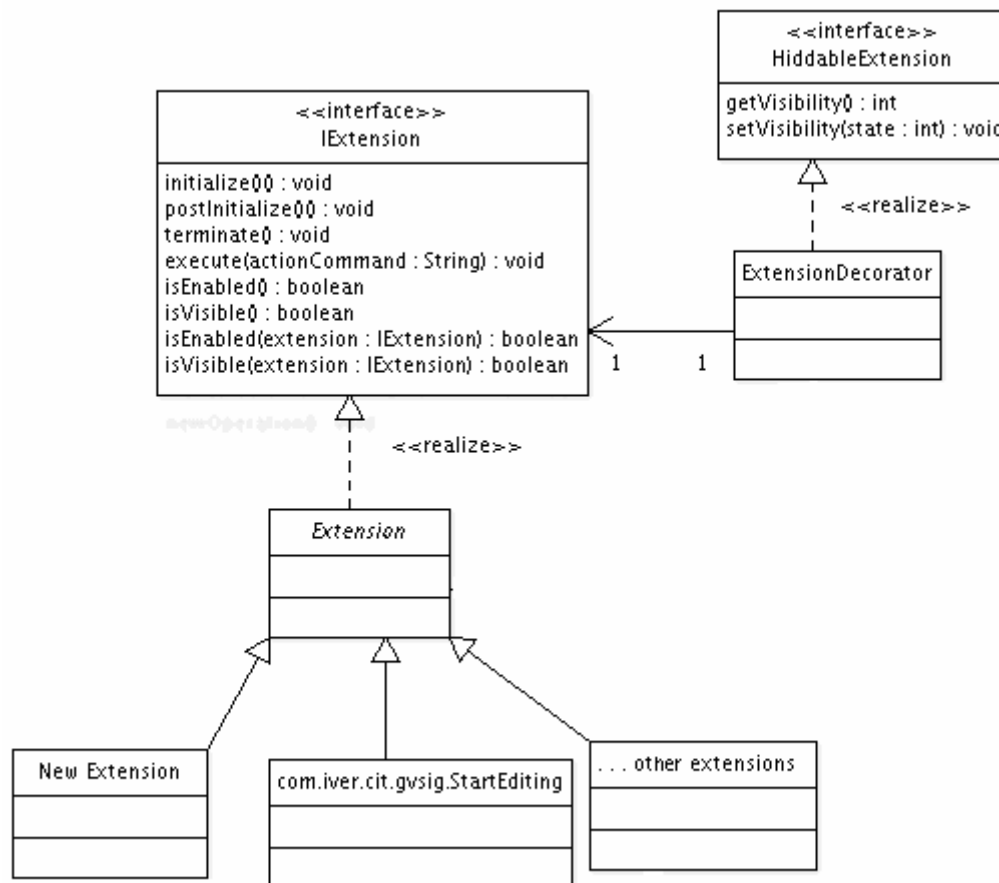 <<interface>>
HiddableExtension
getVisibility() : int
setVisibility(state : int) : void
<<interface>>
IExtension
initialize()() : void
postInitialize()() : void
terminate() : void
execute(actionCommand : String) : void
isEnabled() : boolean
isVisible() : boolean
isEnabled(extension : IExtension) : boolean
isVisible(extension : IExtension) : boolean
<<realize>>
ExtensionDecorator
1
1
<<realize>>
Extension
New Extension
com.iver.cit.gvsig.StartEditing
. . . other extensions